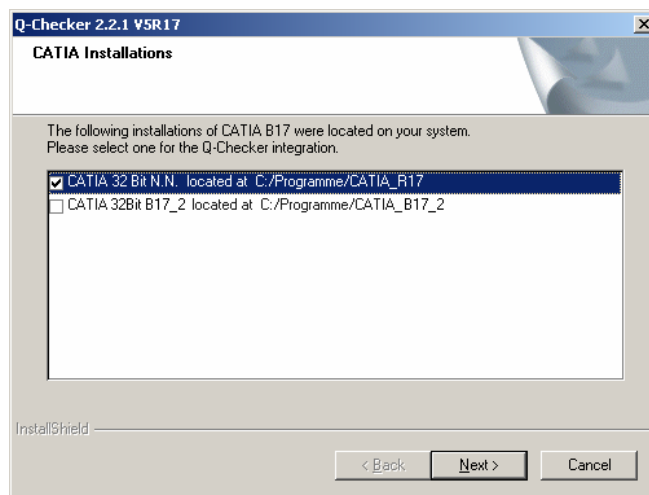 Q-Checker 2.2.1 V5R17
CATIA Installations
The following installations of CATIA B17 were located on your system.
Please select one for the Q-Checker integration.
CATIA 32 Bit N.N. located at C:/Programme/CATIA_R17
CATIA 32Bit B17_2 located at C:/Programme/CATIA_B17_2
InstallShield
< Back Next > Cancel